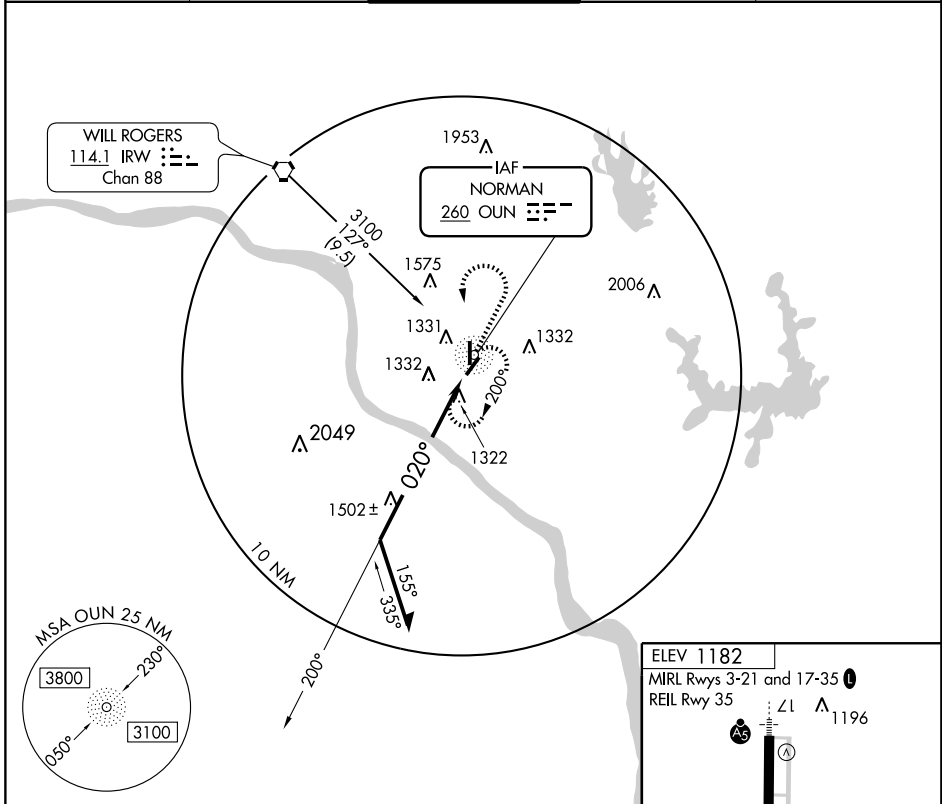 WILL ROGERS
114.1 IRW
Chan 88
1953
IAF
NORMAN
260 OUN
3100
127°
(9.5)
1575
2006
1331
1332
1332
200°
2049
1322
020°
1502 ±
10 NM
155°
335°
200°
MSA OUN 25 NM
3800
230°
050°
3100
ELEV 1182
MIRL Rwys 3-21 and 17-35 L
REIL Rwy 35
17
1196
A5
V